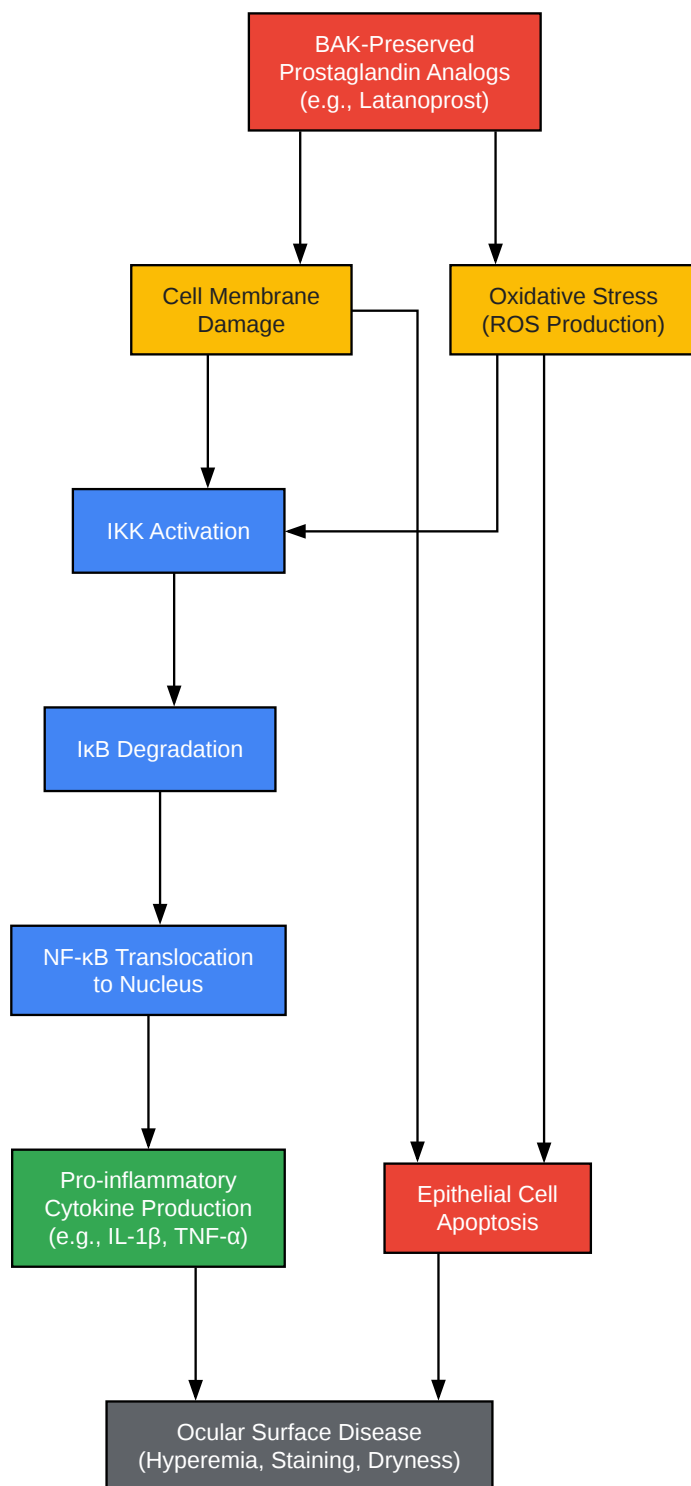 BAK-Preserved
Prostaglandin Analogs
(e.g., Latanoprost)
Cell Membrane
Damage
Oxidative Stress
(ROS Production)
IKK Activation
IκB Degradation
NF-κB Translocation
to Nucleus
Pro-inflammatory
Cytokine Production
(e.g., IL-1β, TNF-α)
Epithelial Cell
Apoptosis
Ocular Surface Disease
(Hyperemia, Staining, Dryness)